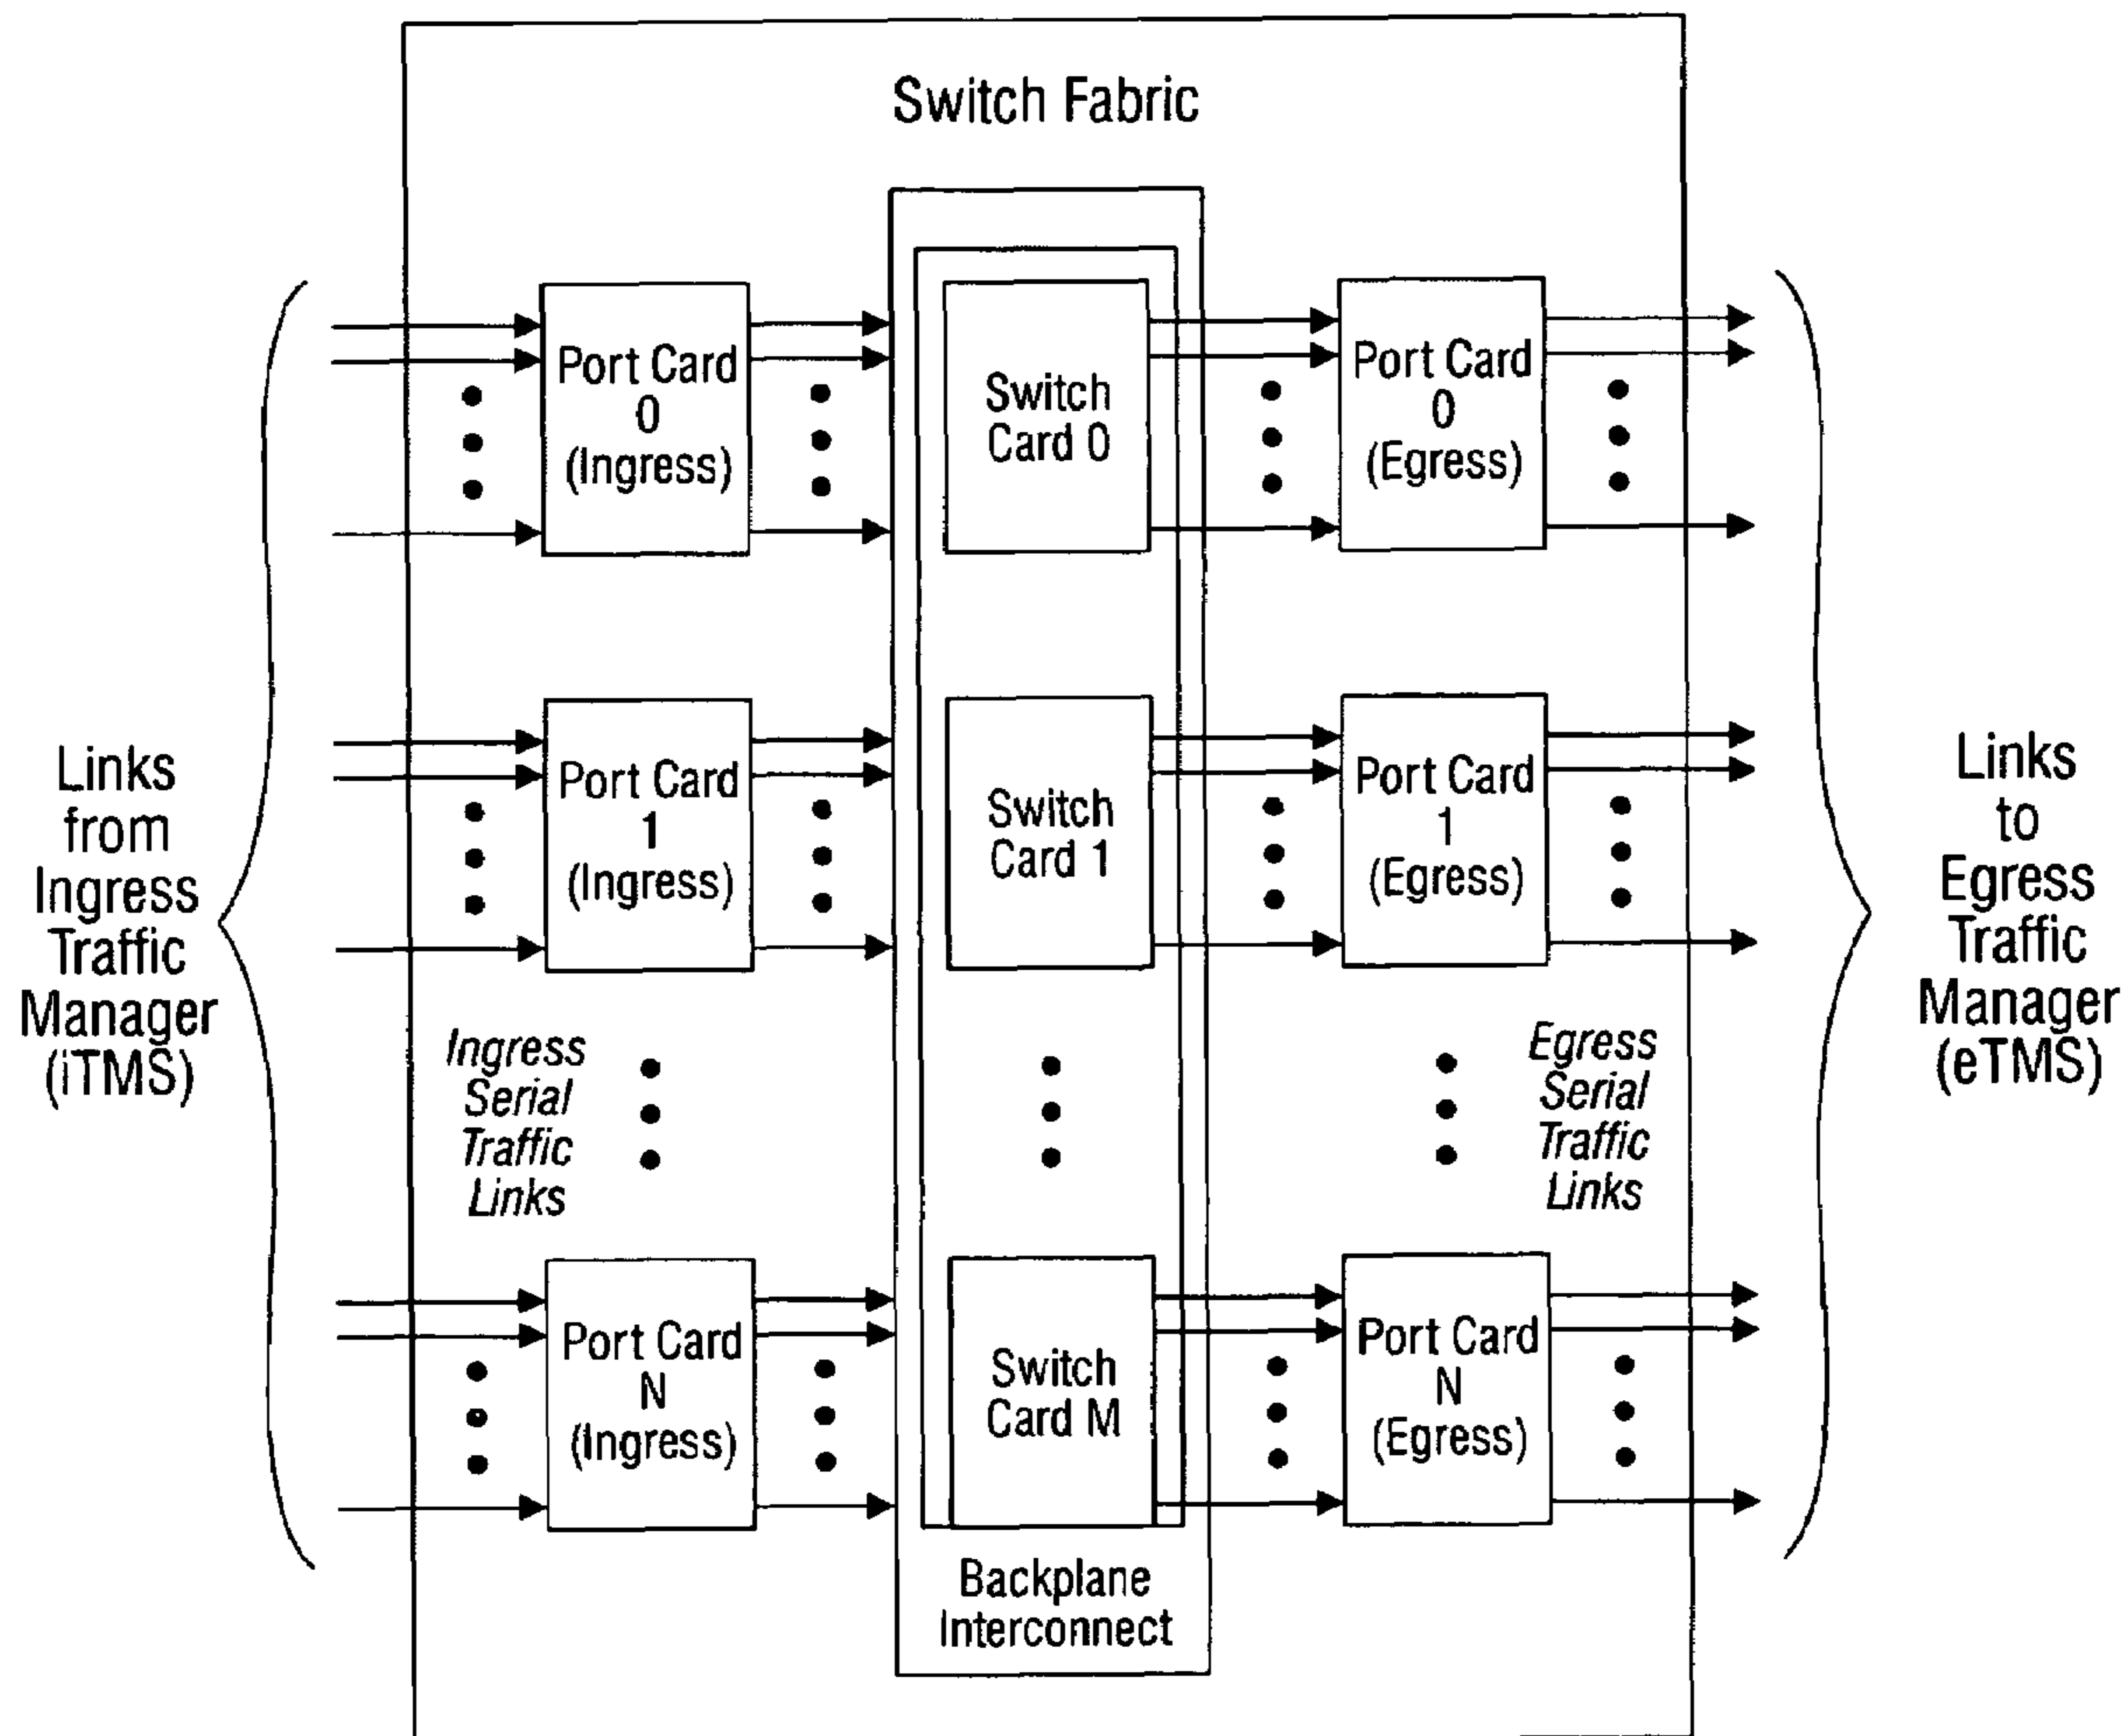 Switch Fabric
Links
from
Ingress
Traffic
Manager
(iTMS)
Port Card
0
(Ingress)
Switch
Card 0
Port Card
0
(Egress)
Port Card
1
(Ingress)
Switch
Card 1
Port Card
1
(Egress)
Ingress
Serial
Traffic
Links
Egress
Serial
Traffic
Links
Port Card
N
(Ingress)
Switch
Card M
Port Card
N
(Egress)
Backplane
Interconnect
Links
to
Egress
Traffic
Manager
(eTMS)